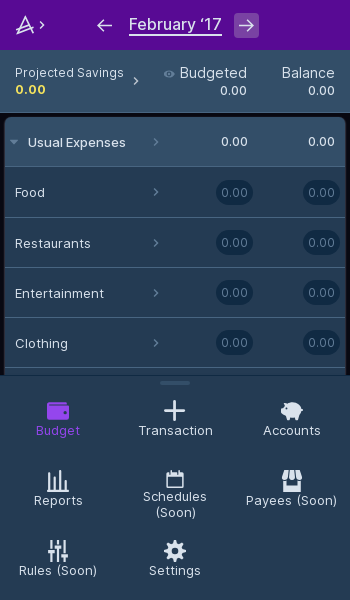 February ‘17
Projected Savings
0.00
Budgeted
0.00
Balance
0.00
Usual Expenses 0.00 0.00
Food 0.00 0.00
Restaurants 0.00 0.00
Entertainment 0.00 0.00
Clothing 0.00 0.00
Budget
Transaction
Accounts
Reports
Schedules
(Soon)
Payees (Soon)
Rules (Soon)
Settings